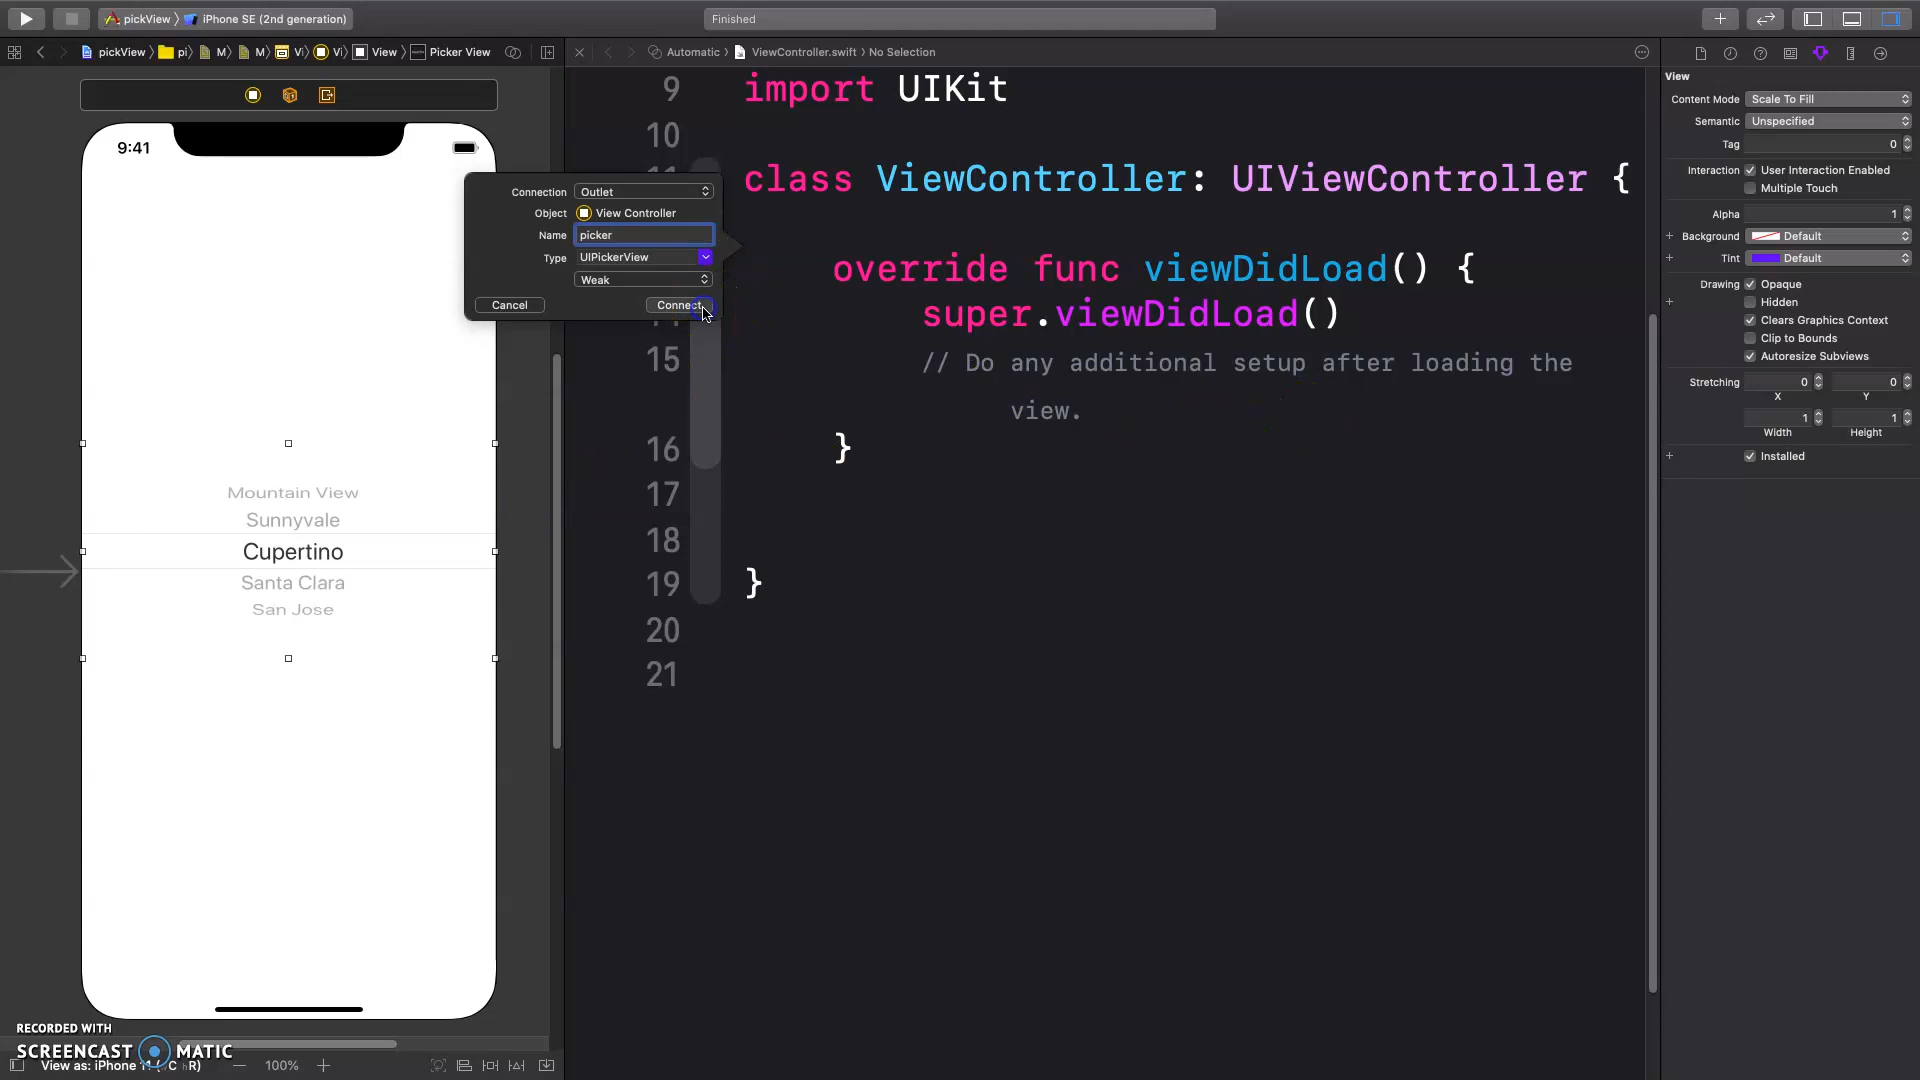 pickView 〉 iPhone SE (2nd generation)
Finished
pickView 〉 pi 〉 M 〉 M 〉 Vi 〉 Vi 〉 View 〉 Picker View
Automatic 〉 ViewController.swift 〉 No Selection
9:41
Mountain View
Sunnyvale
Cupertino
Santa Clara
San Jose
Connection Outlet
Object View Controller
Name picker
Type UIPickerView
Weak
Cancel Connect
9 import UIKit
10
class ViewController: UIViewController {
override func viewDidLoad() {
14 super.viewDidLoad()
15 // Do any additional setup after loading the
view.
16 }
17
18
19 }
20
21
View
Content Mode Scale To Fill
Semantic Unspecified
Tag 0
Interaction User Interaction Enabled
Multiple Touch
Alpha 1
+ Background Default
+ Tint Default
Drawing Opaque
+ Hidden
Clears Graphics Context
Clip to Bounds
Autoresize Subviews
Stretching 0 0
X Y
1 1
Width Height
+ Installed
RECORDED WITH
SCREENCAST MATIC
View as: iPhone 11 ( C R) — 100% +